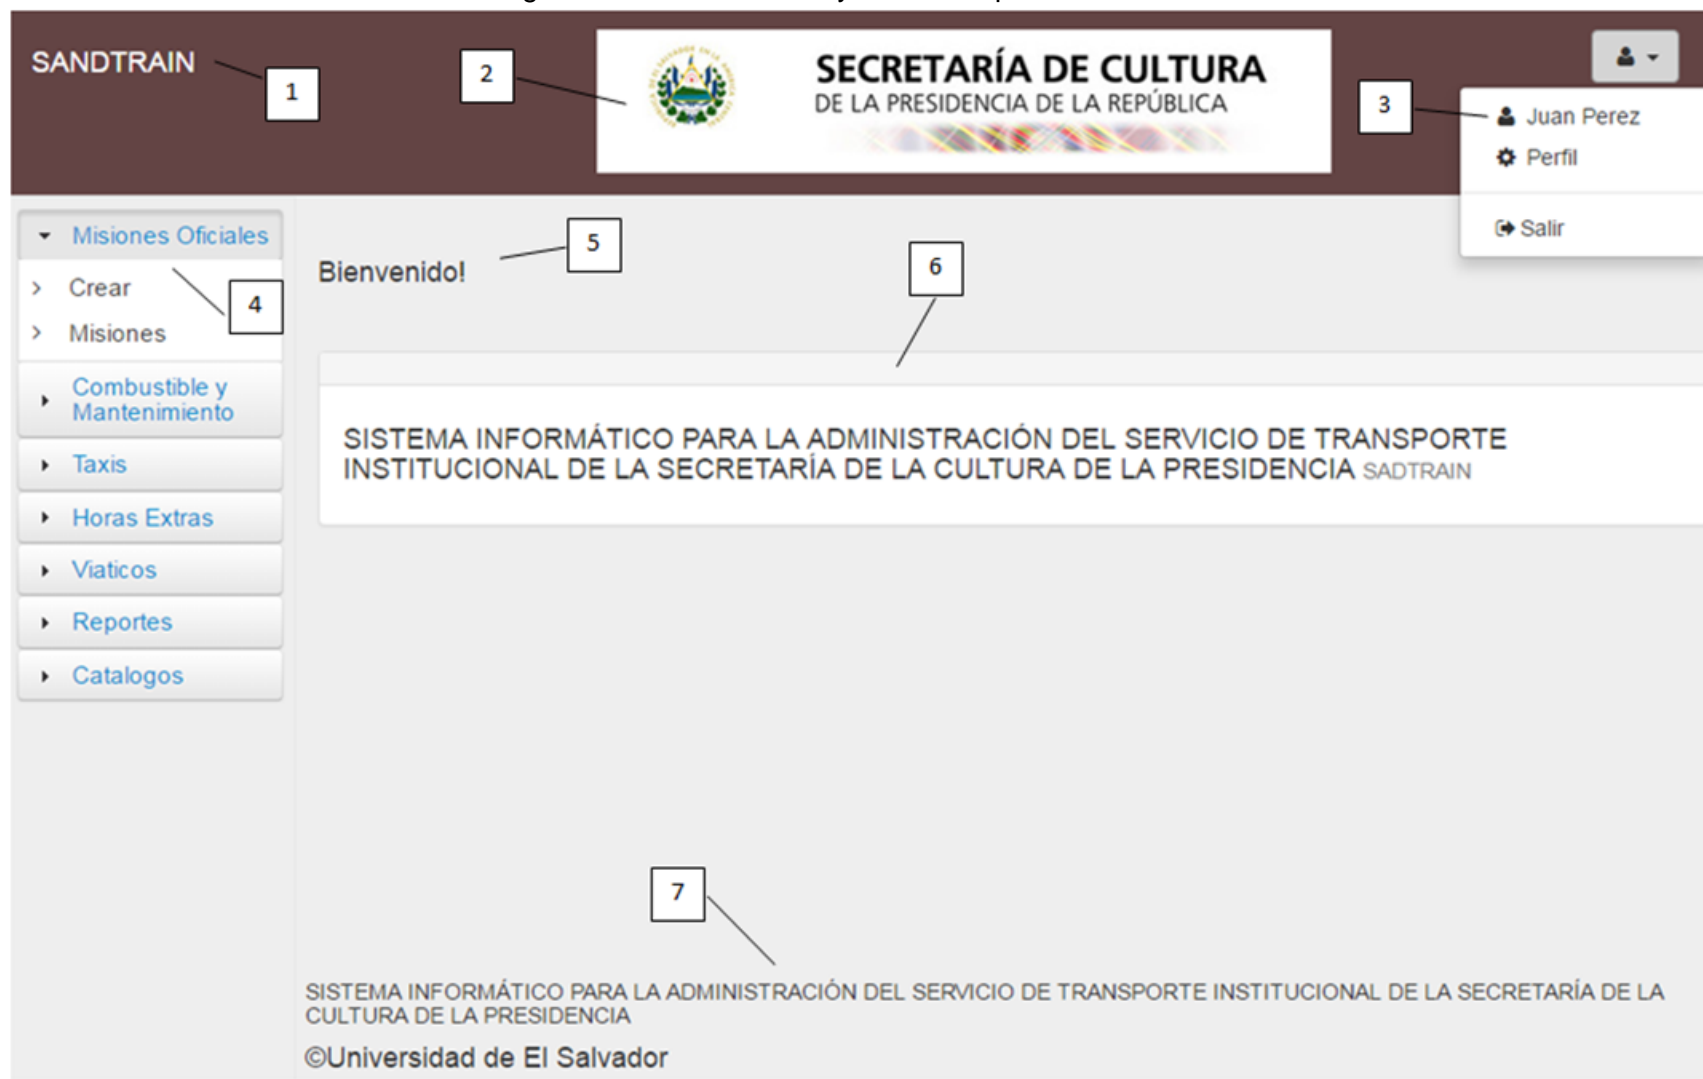 SANDTRAIN
1
2
SECRETARÍA DE CULTURA
DE LA PRESIDENCIA DE LA REPÚBLICA
3
Juan Perez
Perfil
Salir
Misiones Oficiales
Crear
4
Misiones
Combustible y
Mantenimiento
Taxis
Horas Extras
Viaticos
Reportes
Catalogos
5
Bienvenido!
6
SISTEMA INFORMÁTICO PARA LA ADMINISTRACIÓN DEL SERVICIO DE TRANSPORTE
INSTITUCIONAL DE LA SECRETARÍA DE LA CULTURA DE LA PRESIDENCIA SADTRAIN
7
SISTEMA INFORMÁTICO PARA LA ADMINISTRACIÓN DEL SERVICIO DE TRANSPORTE INSTITUCIONAL DE LA SECRETARÍA DE LA
CULTURA DE LA PRESIDENCIA
©Universidad de El Salvador